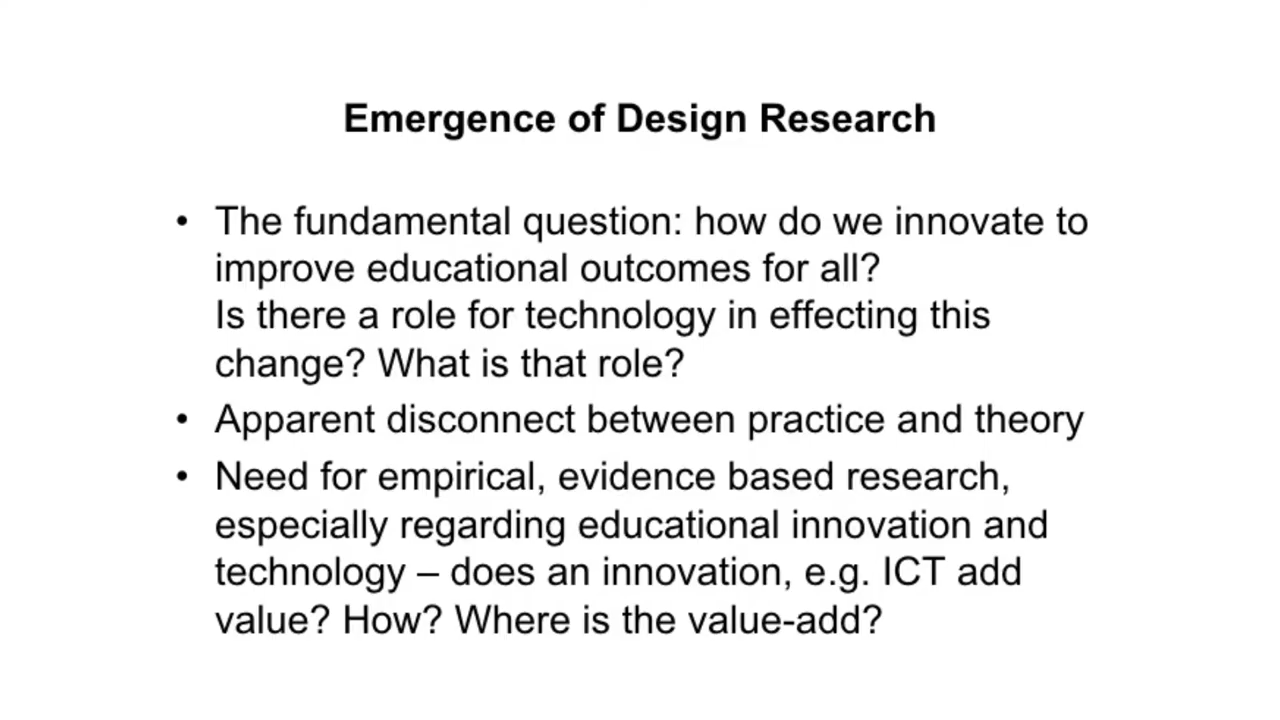 Emergence of Design Research
• The fundamental question: how do we innovate to
improve educational outcomes for all?
Is there a role for technology in effecting this
change? What is that role?
• Apparent disconnect between practice and theory
• Need for empirical, evidence based research,
especially regarding educational innovation and
technology – does an innovation, e.g. ICT add
value? How? Where is the value-add?